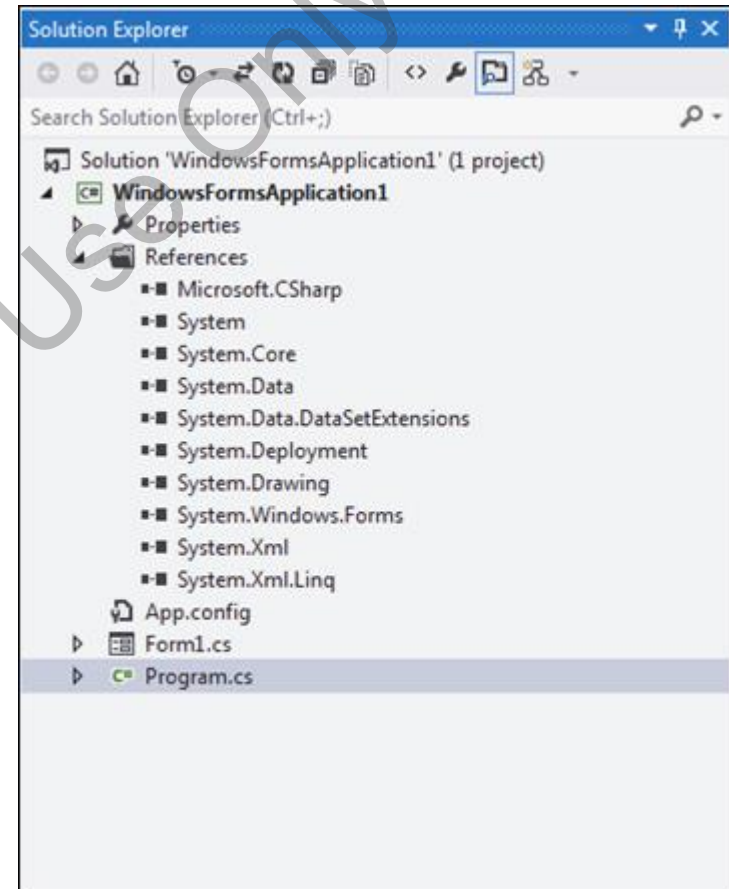 Solution Explorer
Search Solution Explorer (Ctrl+;)
Solution 'WindowsFormsApplication1' (1 project)
C# WindowsFormsApplication1
Properties
References
Microsoft.CSharp
System
System.Core
System.Data
System.Data.DataSetExtensions
System.Deployment
System.Drawing
System.Windows.Forms
System.Xml
System.Xml.Linq
App.config
Form1.cs
C# Program.cs
Use Only